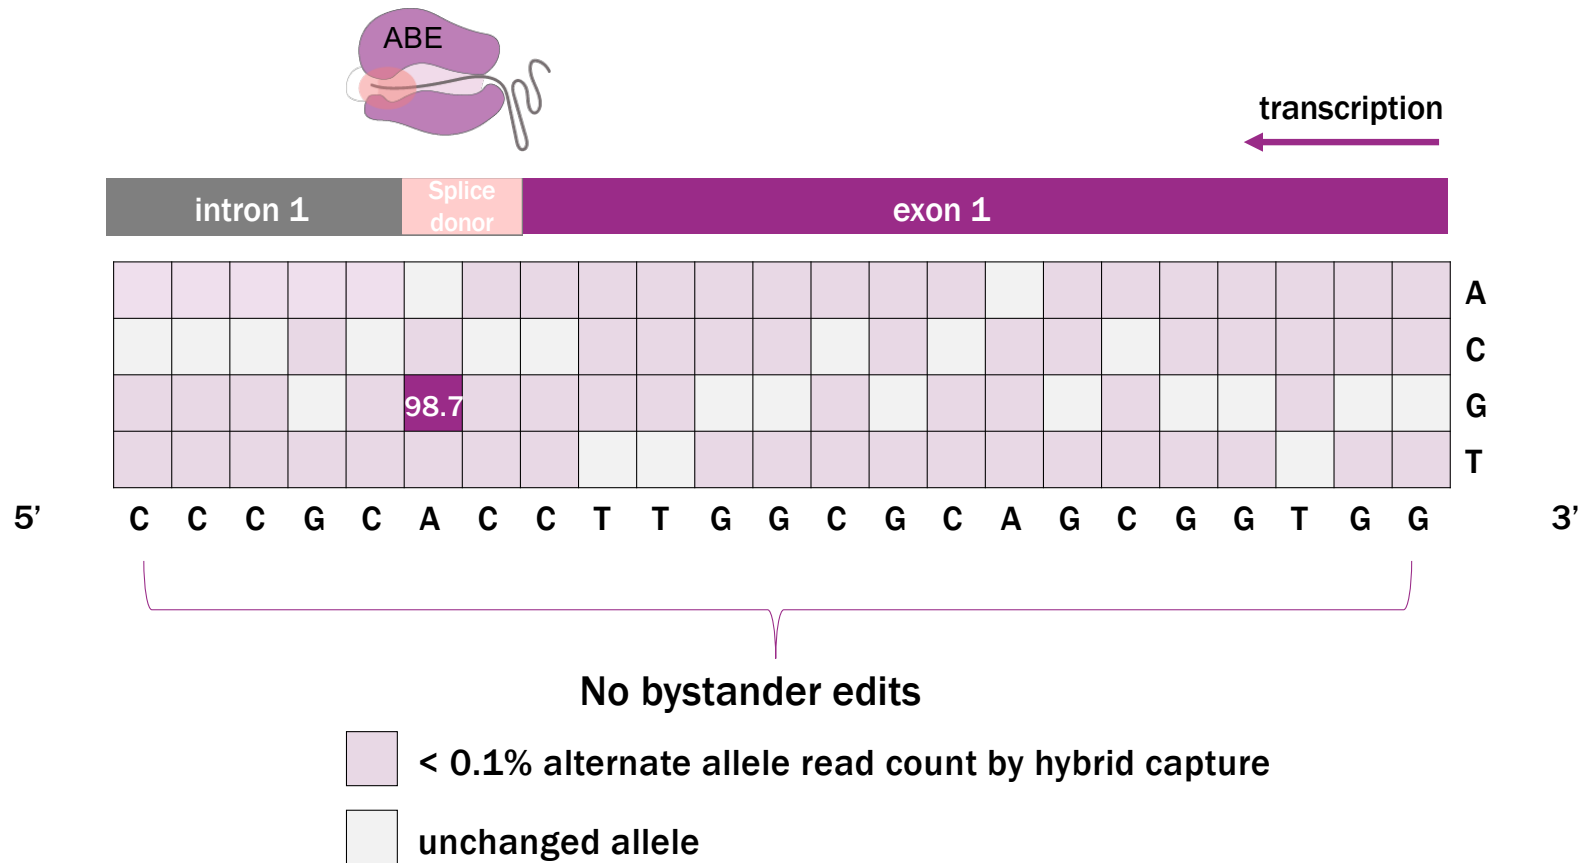 ABE
transcription
intron 1
Splice
donor
exon 1
A
C
98.7
G
T
5’ C C C G C A C C T T G G C G C A G C G G T G G 3’
No bystander edits
< 0.1% alternate allele read count by hybrid capture
unchanged allele